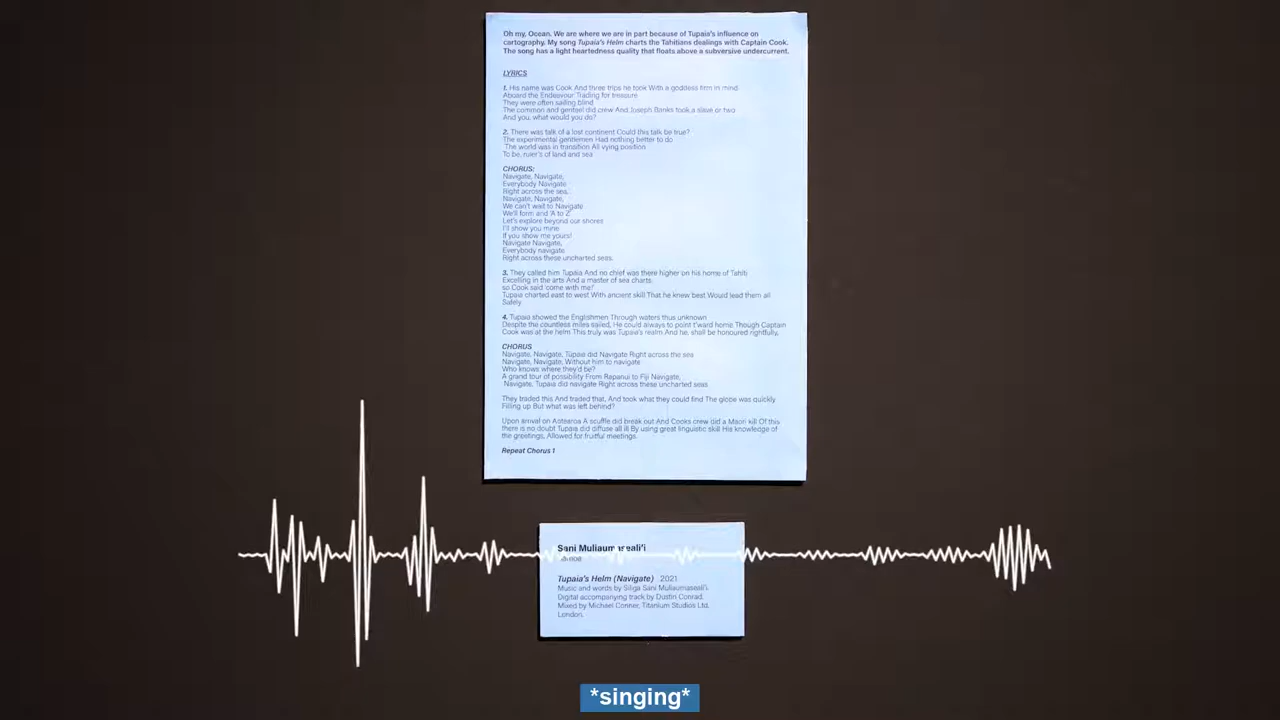 Oh my, Ocean. We are where we are in part because of Tupaia's influence on
cartography. My song Tupaia's Helm charts the Tahitians dealings with Captain Cook.
The song has a light heartedness quality that floats above a subversive undercurrent.
LYRICS
1. His name was Cook And three trips he took With a goddess firm in mind
Aboard the Endeavour Trading for treasure
They were often sailing blind
The common and genteel did crew And Joseph Banks took a slave or two
And you, what would you do?
2. There was talk of a lost continent Could this talk be true?
The experimental gentlemen Had nothing better to do
The world was in transition All vying position
To be, ruler's of land and sea
CHORUS:
Navigate, Navigate,
Everybody Navigate
Right across the sea,
Navigate, Navigate,
We can't wait to Navigate
We'll form and 'A to Z'
Let's explore beyond our shores
I'll show you mine
If you show me yours!
Navigate Navigate,
Everybody navigate
Right across these uncharted seas.
3. They called him Tupaia And no chief was there higher on his home of Tahiti
Excelling in the arts And a master of sea charts
so Cook said 'come with me!'
Tupaia charted east to west With ancient skill That he knew best Would lead them all
Safely
4. Tupaia showed the Englishmen Through waters thus unknown
Despite the countless miles sailed, He could always to point t'ward home Though Captain
Cook was at the helm This truly was Tupaia's realm And he, shall be honoured rightfully,
CHORUS
Navigate, Navigate, Tupaia did Navigate Right across the sea
Navigate, Navigate, Without him to navigate
Who knows where they'd be?
A grand tour of possibility From Rapanui to Fiji Navigate,
Navigate, Tupaia did navigate Right across these uncharted seas
They traded this And traded that, And took what they could find The globe was quickly
Filling up But what was left behind?
Upon arrival on Aotearoa A scuffle did break out And Cooks crew did a Maori kill Of this
there is no doubt Tupaia did diffuse all ill By using great linguistic skill His knowledge of
the greetings, Allowed for fruitful meetings.
Repeat Chorus 1
Sani Muliaumaseali'i
Tupaia's Helm (Navigate) 2021
Music and words by Siliga Sani Muliaumaseali'i.
Digital accompanying track by Dustin Conrad.
Mixed by Michael Conner, Titanium Studios Ltd.
London.
*singing*